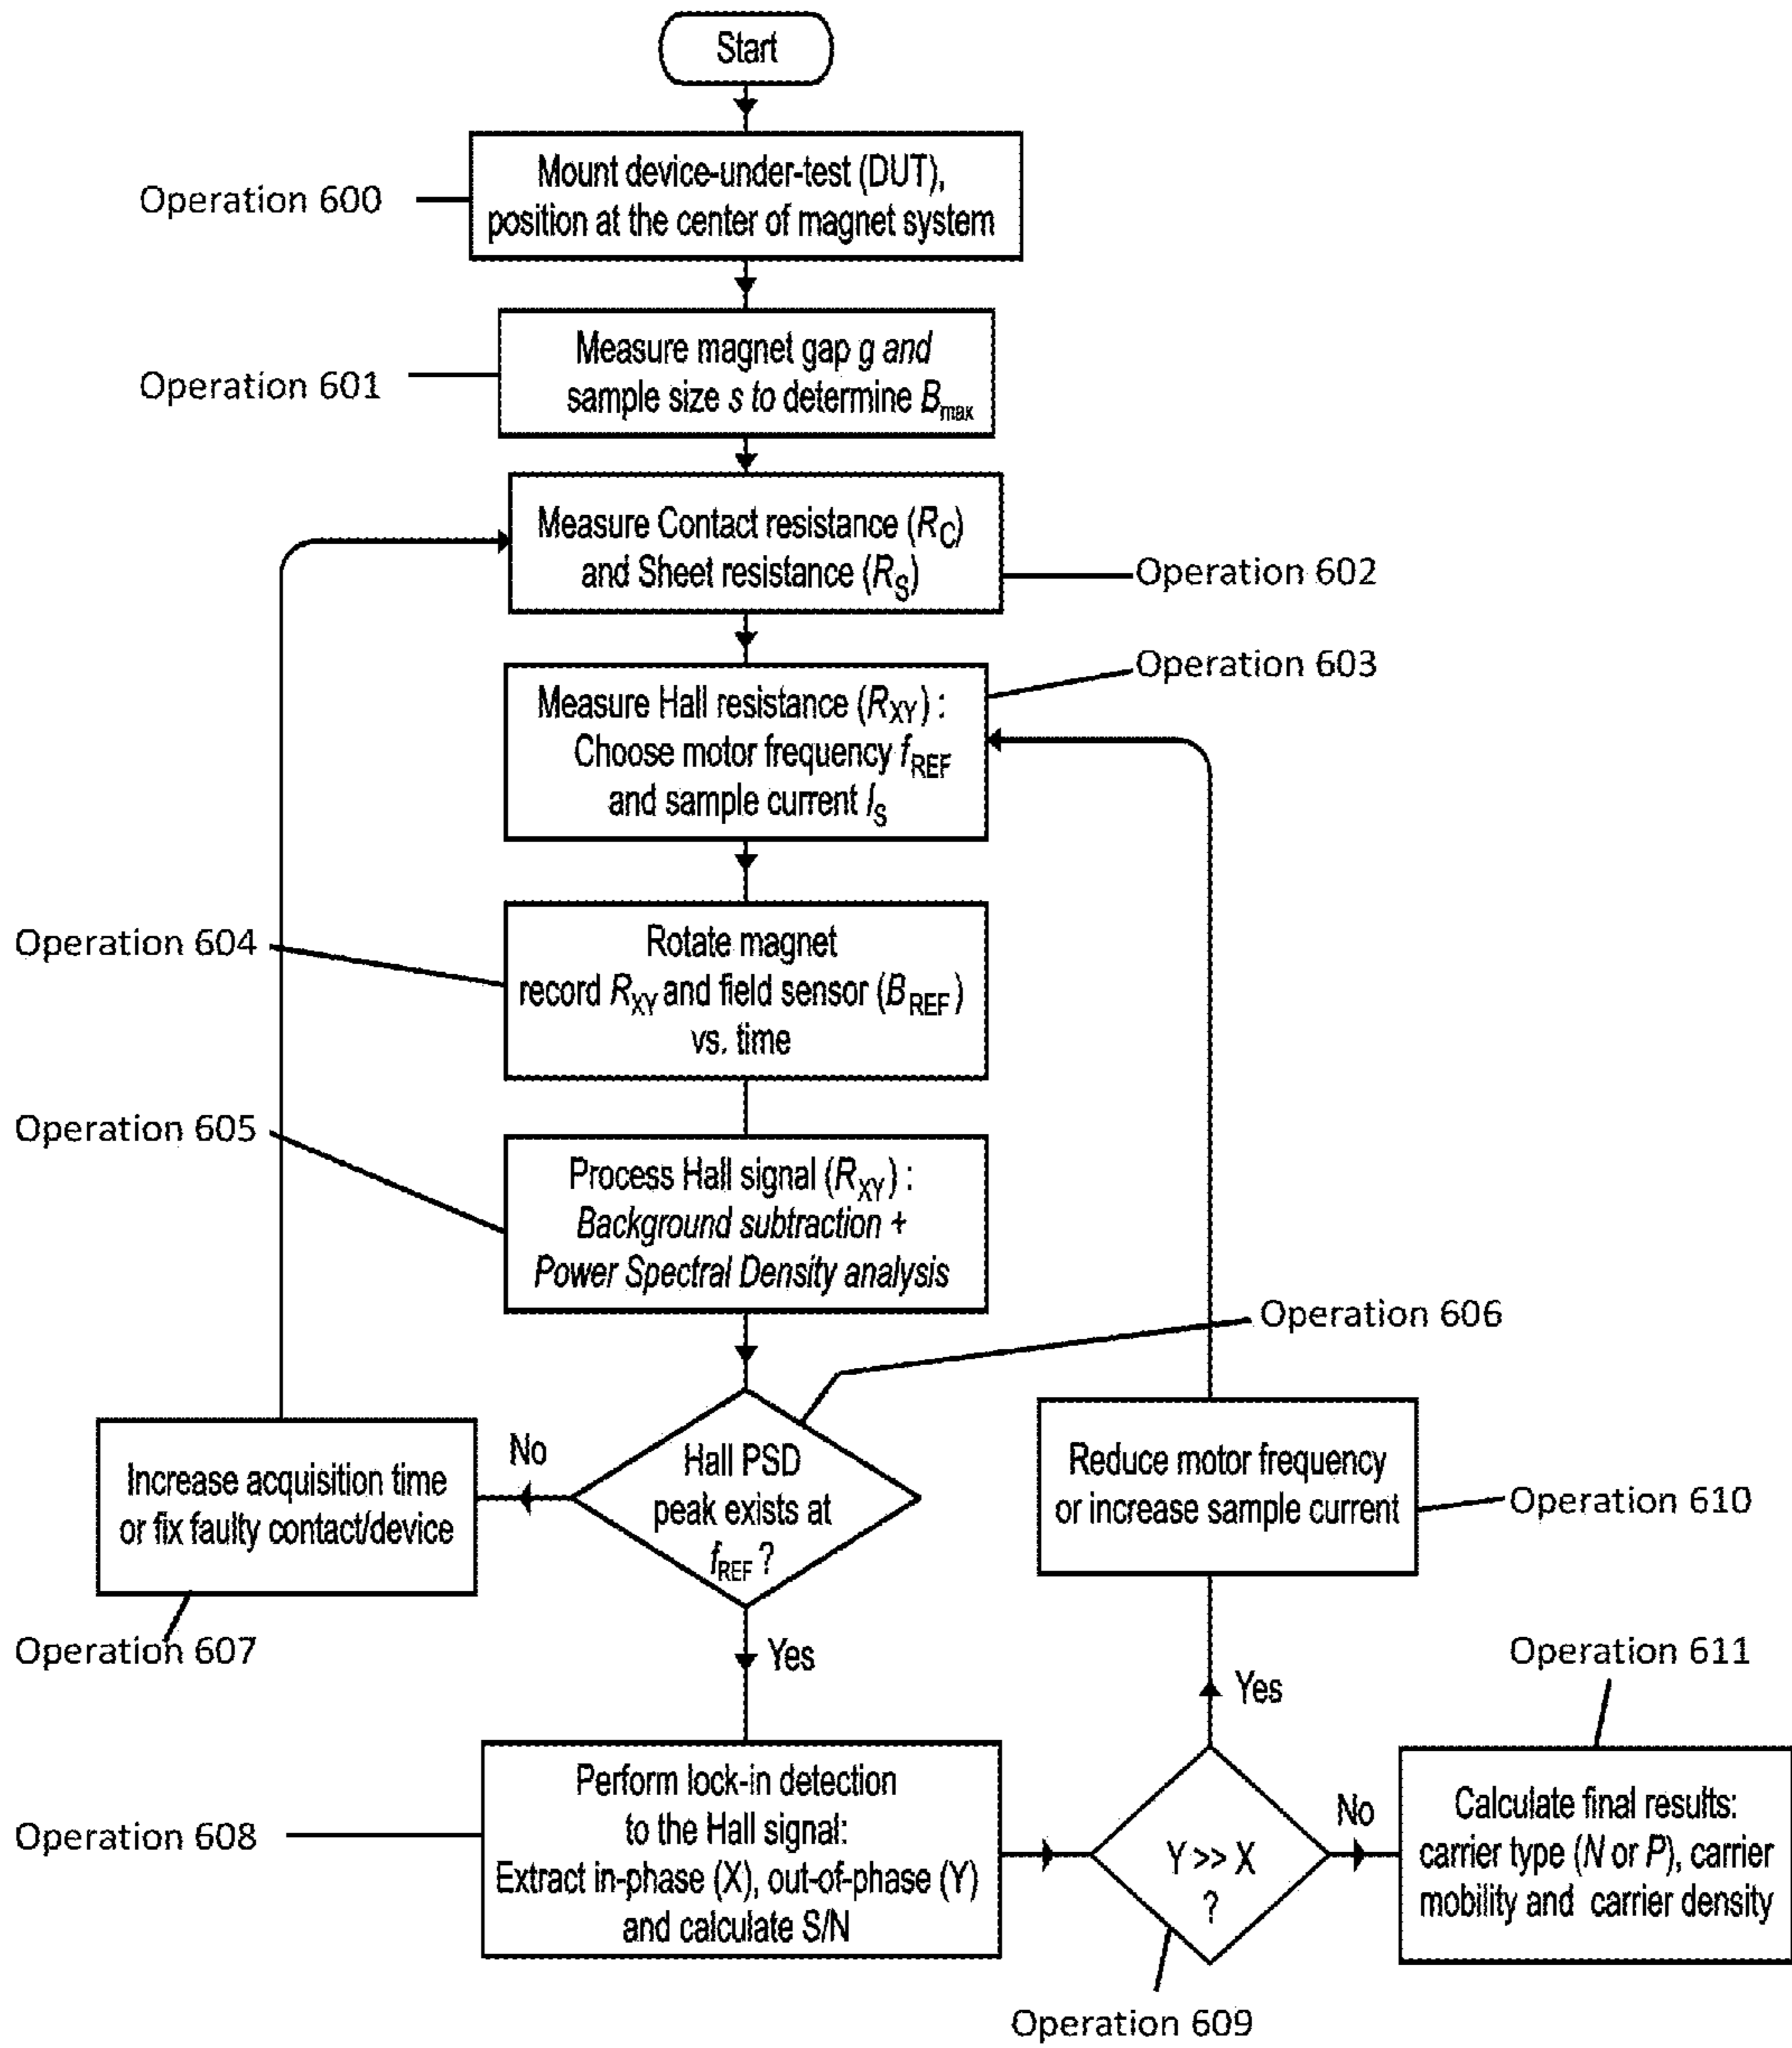 Start
Operation 600
Mount device-under-test (DUT),
position at the center of magnet system
Operation 601
Measure magnet gap g and
sample size s to determine Bmax
Measure Contact resistance (RC)
and Sheet resistance (RS)
Operation 602
Operation 603
Measure Hall resistance (RXY) :
Choose motor frequency fREF
and sample current IS
Operation 604
Rotate magnet
record RXY and field sensor (BREF)
vs. time
Operation 605
Process Hall signal (RXY) :
Background subtraction +
Power Spectral Density analysis
Operation 606
No
Hall PSD
peak exists at
fREF ?
Increase acquisition time
or fix faulty contact/device
Operation 607
Reduce motor frequency
or increase sample current
Operation 610
Yes
Yes
Operation 611
Operation 608
Perform lock-in detection
to the Hall signal:
Extract in-phase (X), out-of-phase (Y)
and calculate S/N
Y >> X
?
No
Calculate final results:
carrier type (N or P), carrier
mobility and carrier density
Operation 609